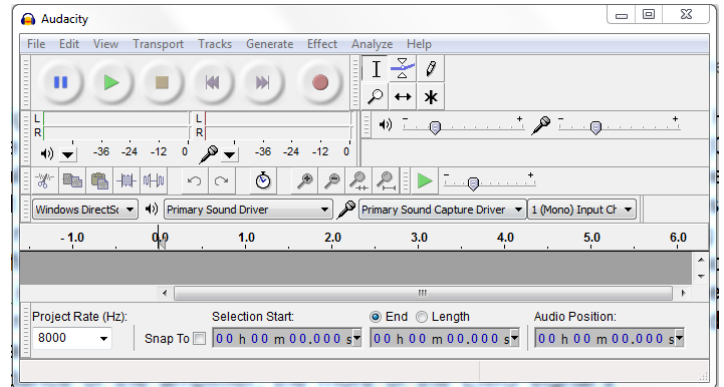 Audacity
File Edit View Transport Tracks Generate Effect Analyze Help
L
R
-36 -24 -12 0
L
R
-36 -24 -12 0
- +
- +
- +
Windows DirectSc Primary Sound Driver Primary Sound Capture Driver 1 (Mono) Input Ch
- 1.0 0.0 1.0 2.0 3.0 4.0 5.0 6.0
Project Rate (Hz): Selection Start: End Length Audio Position:
8000 Snap To 00 h 00 m 00.000 s 00 h 00 m 00.000 s 00 h 00 m 00.000 s